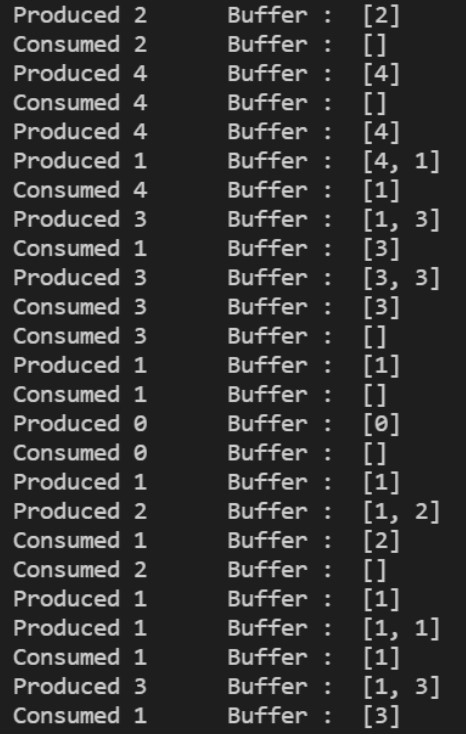 Produced 2 Buffer : [2]
Consumed 2 Buffer : []
Produced 4 Buffer : [4]
Consumed 4 Buffer : []
Produced 4 Buffer : [4]
Produced 1 Buffer : [4, 1]
Consumed 4 Buffer : [1]
Produced 3 Buffer : [1, 3]
Consumed 1 Buffer : [3]
Produced 3 Buffer : [3, 3]
Consumed 3 Buffer : [3]
Consumed 3 Buffer : []
Produced 1 Buffer : [1]
Consumed 1 Buffer : []
Produced 0 Buffer : [0]
Consumed 0 Buffer : []
Produced 1 Buffer : [1]
Produced 2 Buffer : [1, 2]
Consumed 1 Buffer : [2]
Consumed 2 Buffer : []
Produced 1 Buffer : [1]
Produced 1 Buffer : [1, 1]
Consumed 1 Buffer : [1]
Produced 3 Buffer : [1, 3]
Consumed 1 Buffer : [3]